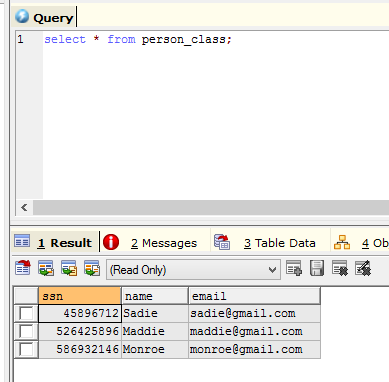 Query
1 select * from person_class;
1 Result 2 Messages 3 Table Data 4 Ob
(Read Only)
ssn name email
45896712 Sadie sadie@gmail.com
526425896 Maddie maddie@gmail.com
586932146 Monroe monroe@gmail.com